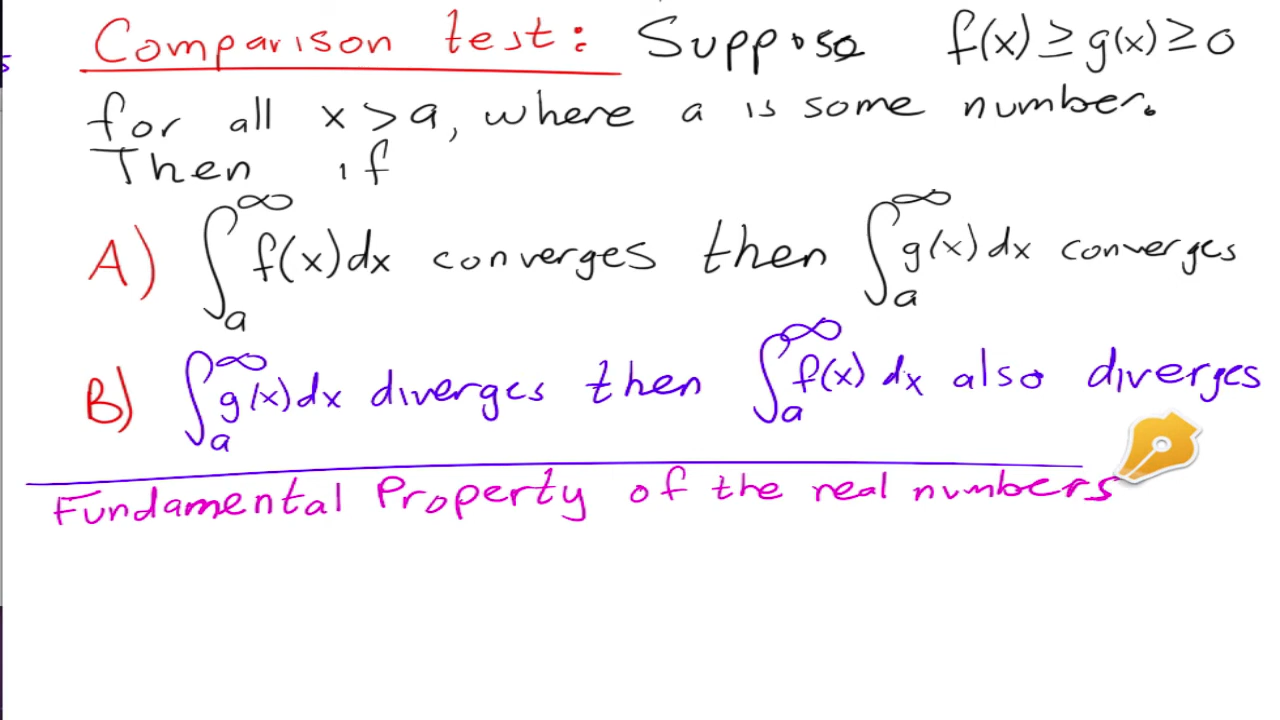 Comparison test: Suppose f(x) ≥ g(x) ≥ 0
for all x > a, where a is some number.
Then if
A) ∫_a^∞ f(x) dx converges then ∫_a^∞ g(x) dx converges
B) ∫_a^∞ g(x) dx diverges then ∫_a^∞ f(x) dx also diverges
Fundamental Property of the real numbers